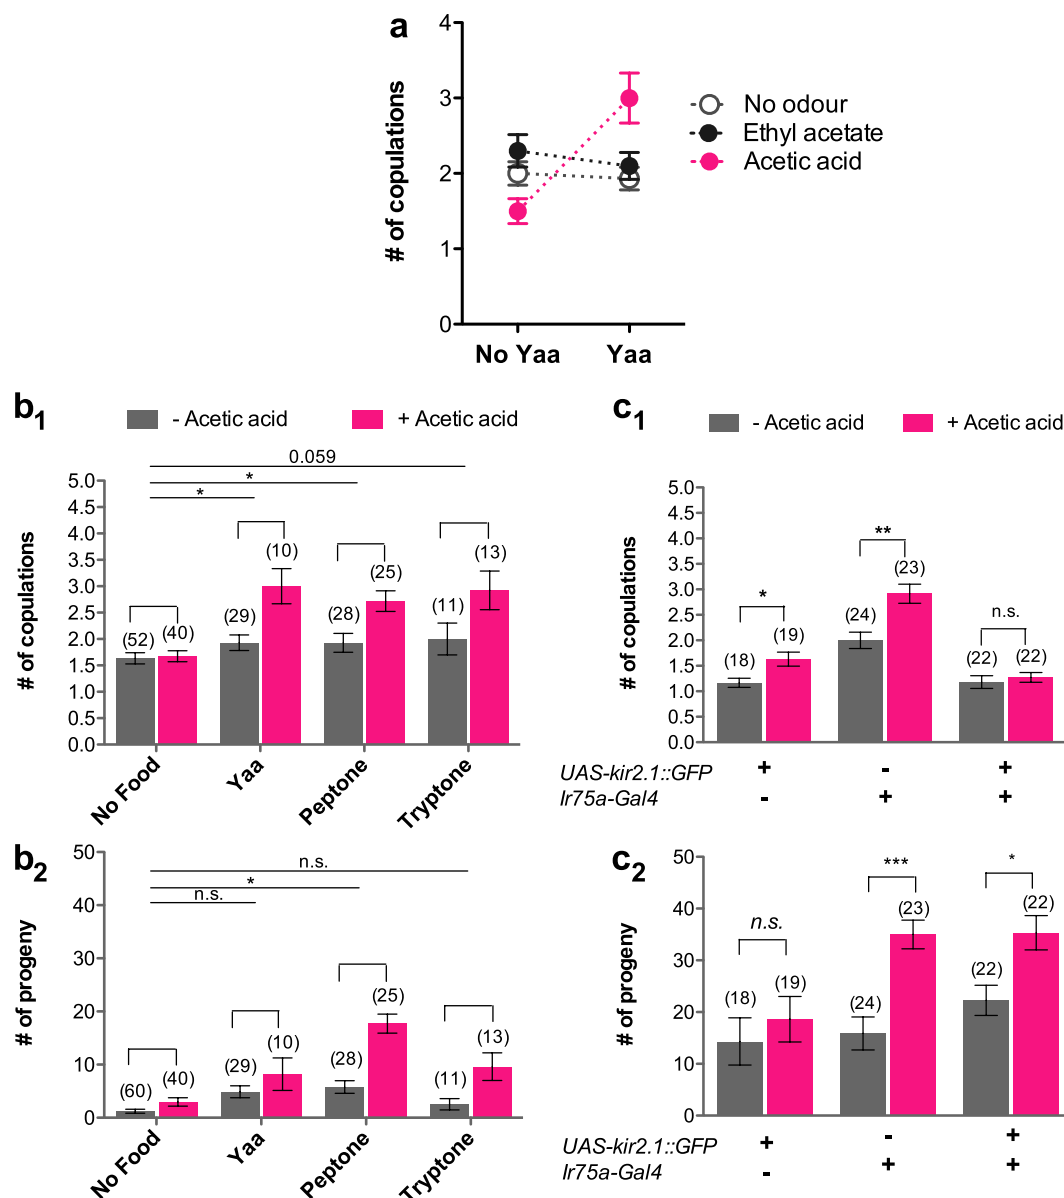 a
4
3
2
1
0
# of copulations
No Yaa
Yaa
No odour
Ethyl acetate
Acetic acid
b1
- Acetic acid
+ Acetic acid
0.059
*
*
5.0
4.5
4.0
3.5
3.0
2.5
2.0
1.5
1.0
0.5
0.0
# of copulations
(52)
(40)
(29)
(10)
(28)
(25)
(11)
(13)
No Food
Yaa
Peptone
Tryptone
c1
- Acetic acid
+ Acetic acid
5.0
4.5
4.0
3.5
3.0
2.5
2.0
1.5
1.0
0.5
0.0
# of copulations
*
**
n.s.
(18)
(19)
(24)
(23)
(22)
(22)
UAS-kir2.1::GFP + - +
Ir75a-Gal4 - + +
b2
n.s.
*
n.s.
50
40
30
20
10
0
# of progeny
(60)
(40)
(29)
(10)
(28)
(25)
(11)
(13)
No Food
Yaa
Peptone
Tryptone
c2
50
40
30
20
10
0
# of progeny
n.s.
***
*
(18)
(19)
(24)
(23)
(22)
(22)
UAS-kir2.1::GFP + - +
Ir75a-Gal4 - + +